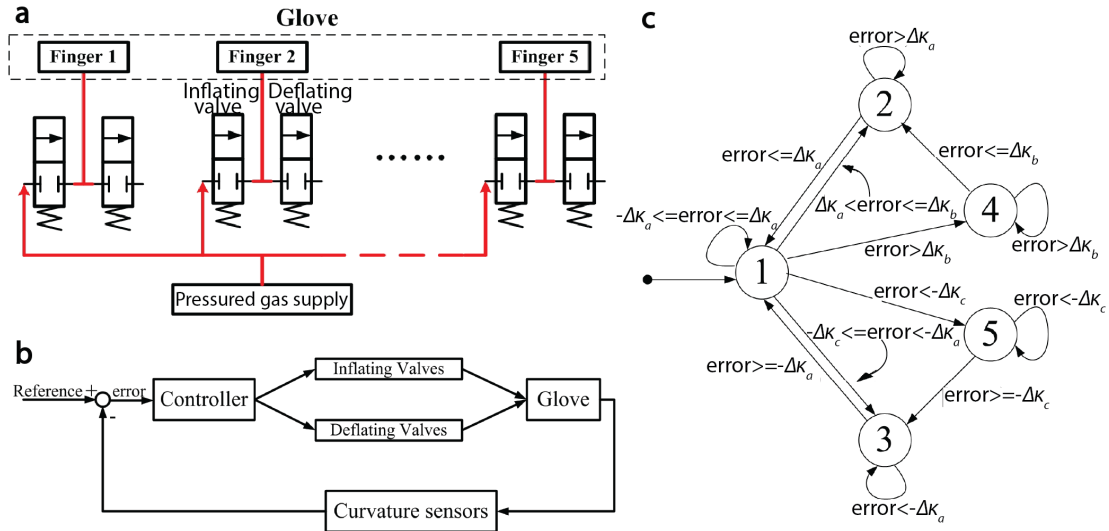 a
Glove
Finger 1
Finger 2
Finger 5
Inflating
valve
Deflating
valve
......
Pressured gas supply
b
Reference
+
-
error
Controller
Inflating Valves
Deflating Valves
Glove
Curvature sensors
c
error>Δκa
2
error<=Δκa
error<=Δκb
Δκa<error<=Δκb
4
error>Δκb
-Δκa<=error<=Δκa
error>Δκb
1
error<-Δκc
error<-Δκc
-Δκc<=error<-Δκa
5
error>=-Δκa
error>=-Δκc
3
error<-Δκa